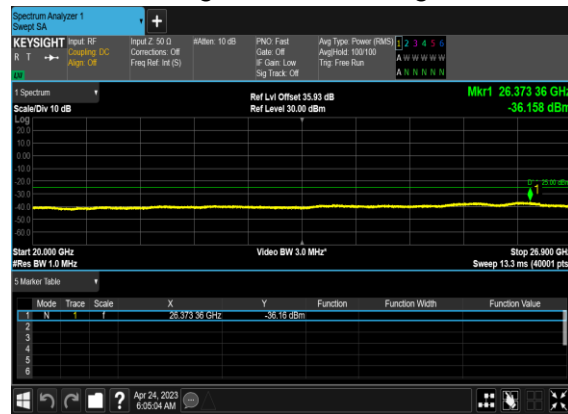 Spectrum Analyzer 1
Swept SA
+
KEYSIGHT Input: RF Input Z: 50 Ω #Atten: 10 dB PNO: Fast Avg Type: Power (RMS) 1 2 3 4 5 6
R T Coupling: DC Corrections: Off Gate: Off Avg|Hold: 100/100 A W W W W W
Align: Off Freq Ref: Int (S) IF Gain: Low Trig: Free Run
LW Sig Track: Off A N N N N N
1 Spectrum Ref Lvl Offset 35.93 dB Mkr1 26.373 36 GHz
Scale/Div 10 dB Ref Level 30.00 dBm -36.158 dBm
Log
20.0
10.0
0.00
-10.0
-20.0
-30.0
-40.0
-50.0
-60.0
1
Start 20.000 GHz Video BW 3.0 MHz* Stop 26.900 GHz
#Res BW 1.0 MHz Sweep 13.3 ms (40001 pts)
5 Marker Table
Mode Trace Scale X Y Function Function Width Function Value
1 N 1 f 26.373 36 GHz -36.16 dBm
2
3
4
5
6
? Apr 24, 2023
6:05:04 AM